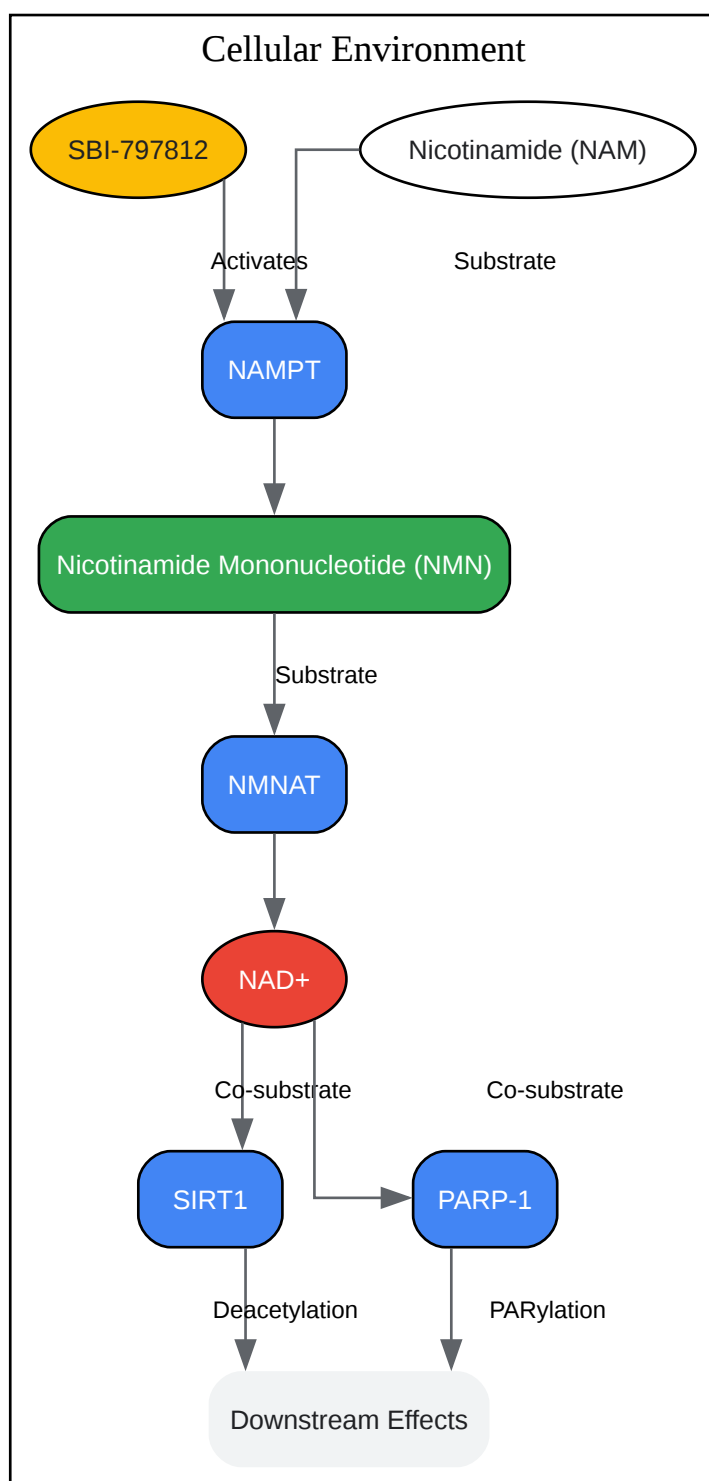 Cellular Environment
SBI-797812
Nicotinamide (NAM)
Activates
Substrate
NAMPT
Nicotinamide Mononucleotide (NMN)
Substrate
NMNAT
NAD+
Co-substrate
Co-substrate
SIRT1
PARP-1
Deacetylation
PARylation
Downstream Effects